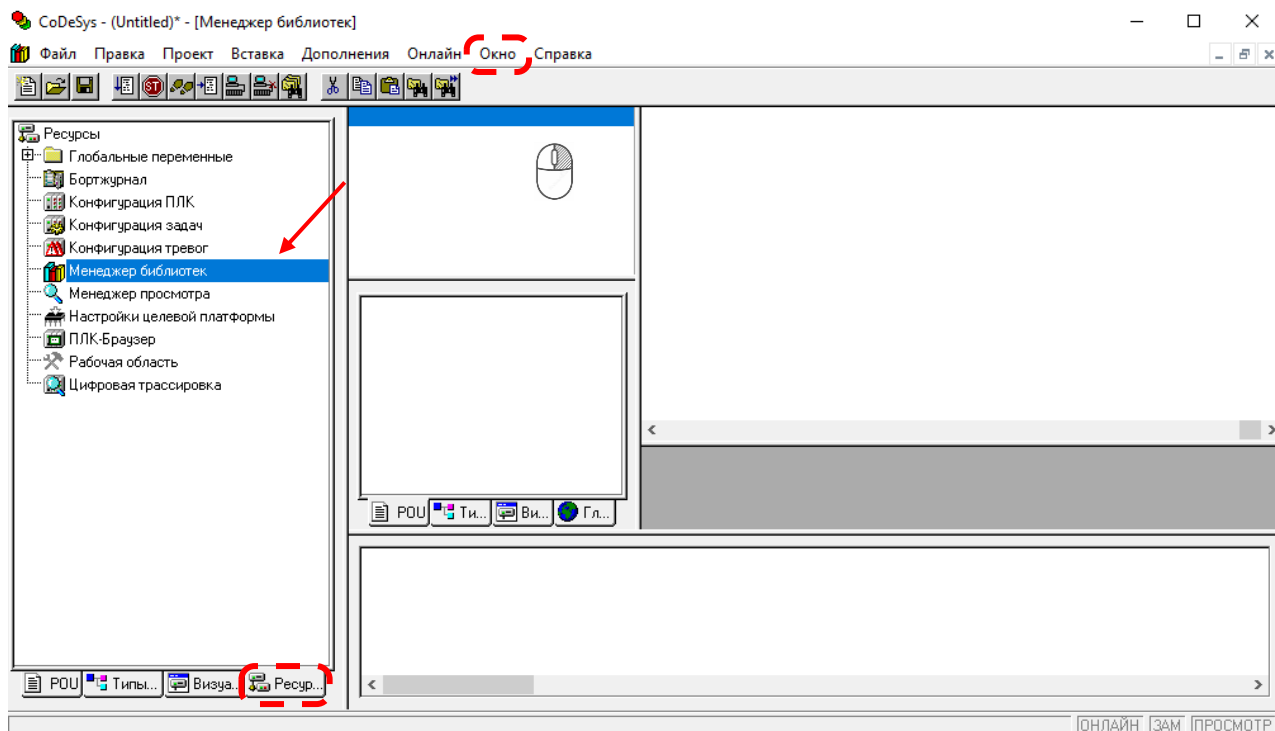 CoDeSys - (Untitled)* - [Менеджер библиотек]
Файл Правка Проект Вставка Дополнения Онлайн Окно Справка
Ресурсы
Глобальные переменные
Бортжурнал
Конфигурация ПЛК
Конфигурация задач
Конфигурация тревог
Менеджер библиотек
Менеджер просмотра
Настройки целевой платформы
ПЛК-Браузер
Рабочая область
Цифровая трассировка
POU Ти... Ви... Гл...
POU Типы... Визуа... Ресур...
ОНЛАЙН ЗАМ ПРОСМОТР